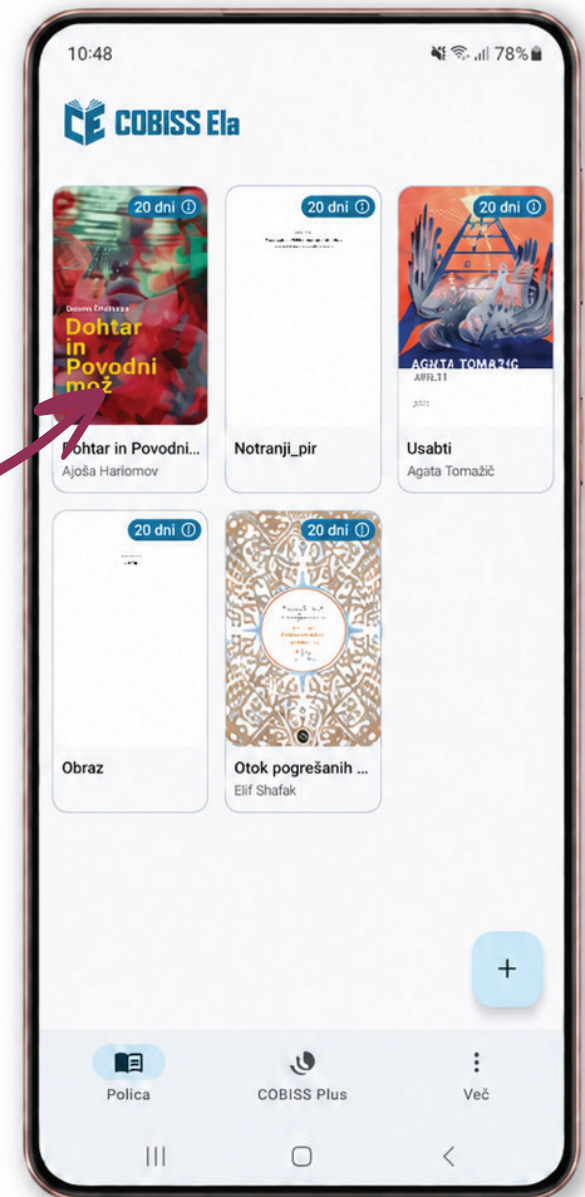 10:48
78%
CE COBISS Ela
20 dni
20 dni
20 dni
Dohtar
in
Povodni
mož
AGATA TOMAŽIČ
Dohtar in Povodni...
Ajoša Harlomov
Notranji_pir
Usabti
Agata Tomažič
20 dni
20 dni
Obraz
Otok pogrešanih ...
Elif Shafak
+
Polica
COBISS Plus
Več